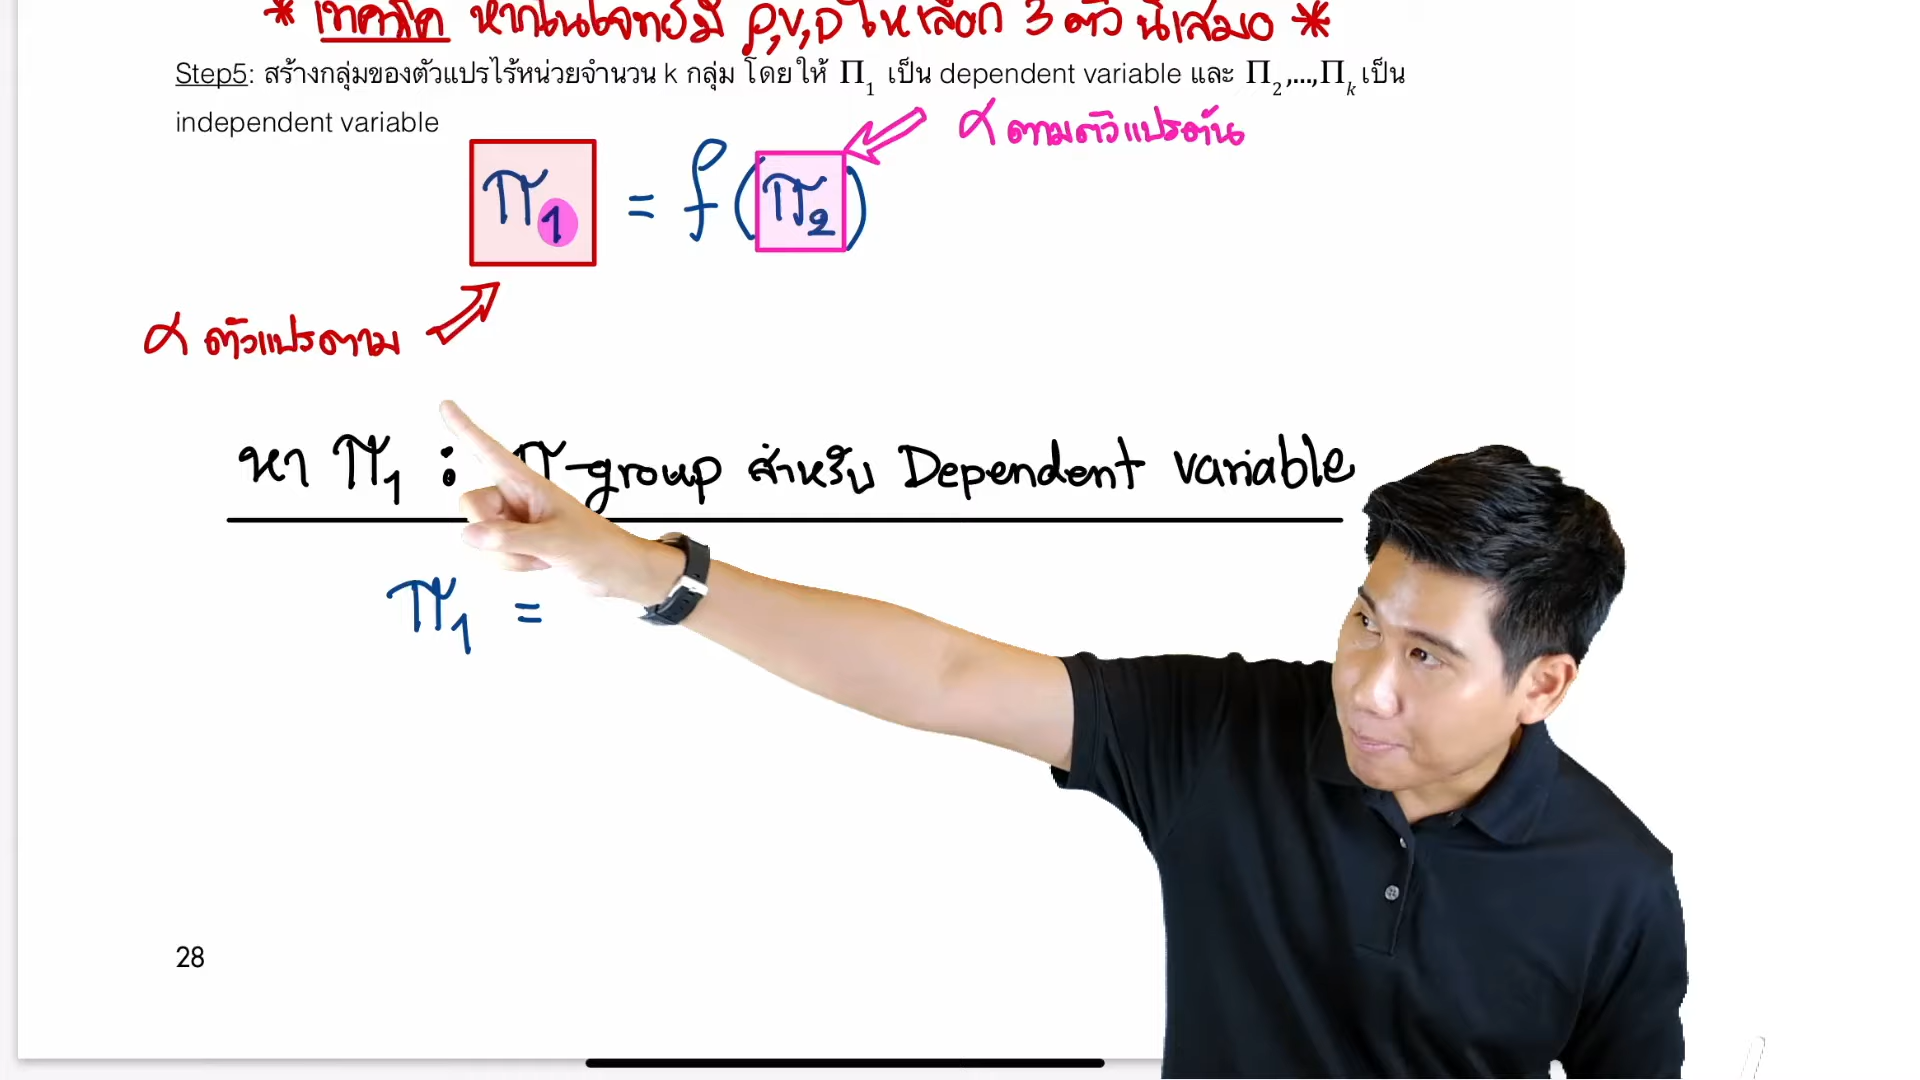 * เทคนิค หากในโจทย์มี ρ,V,D ให้เลือก 3 ตัวนี้เสมอ *
Step5: สร้างกลุ่มของตัวแปรไร้หน่วยจำนวน k กลุ่ม โดยให้ Π₁ เป็น dependent variable และ Π₂,...,Πₖ เป็น
independent variable
∝ ตามตัวแปรต้น
π₁ = f(π₂)
∝ ตัวแปรตาม
หา π₁ : π-group สำหรับ Dependent variable
π₁ =
28